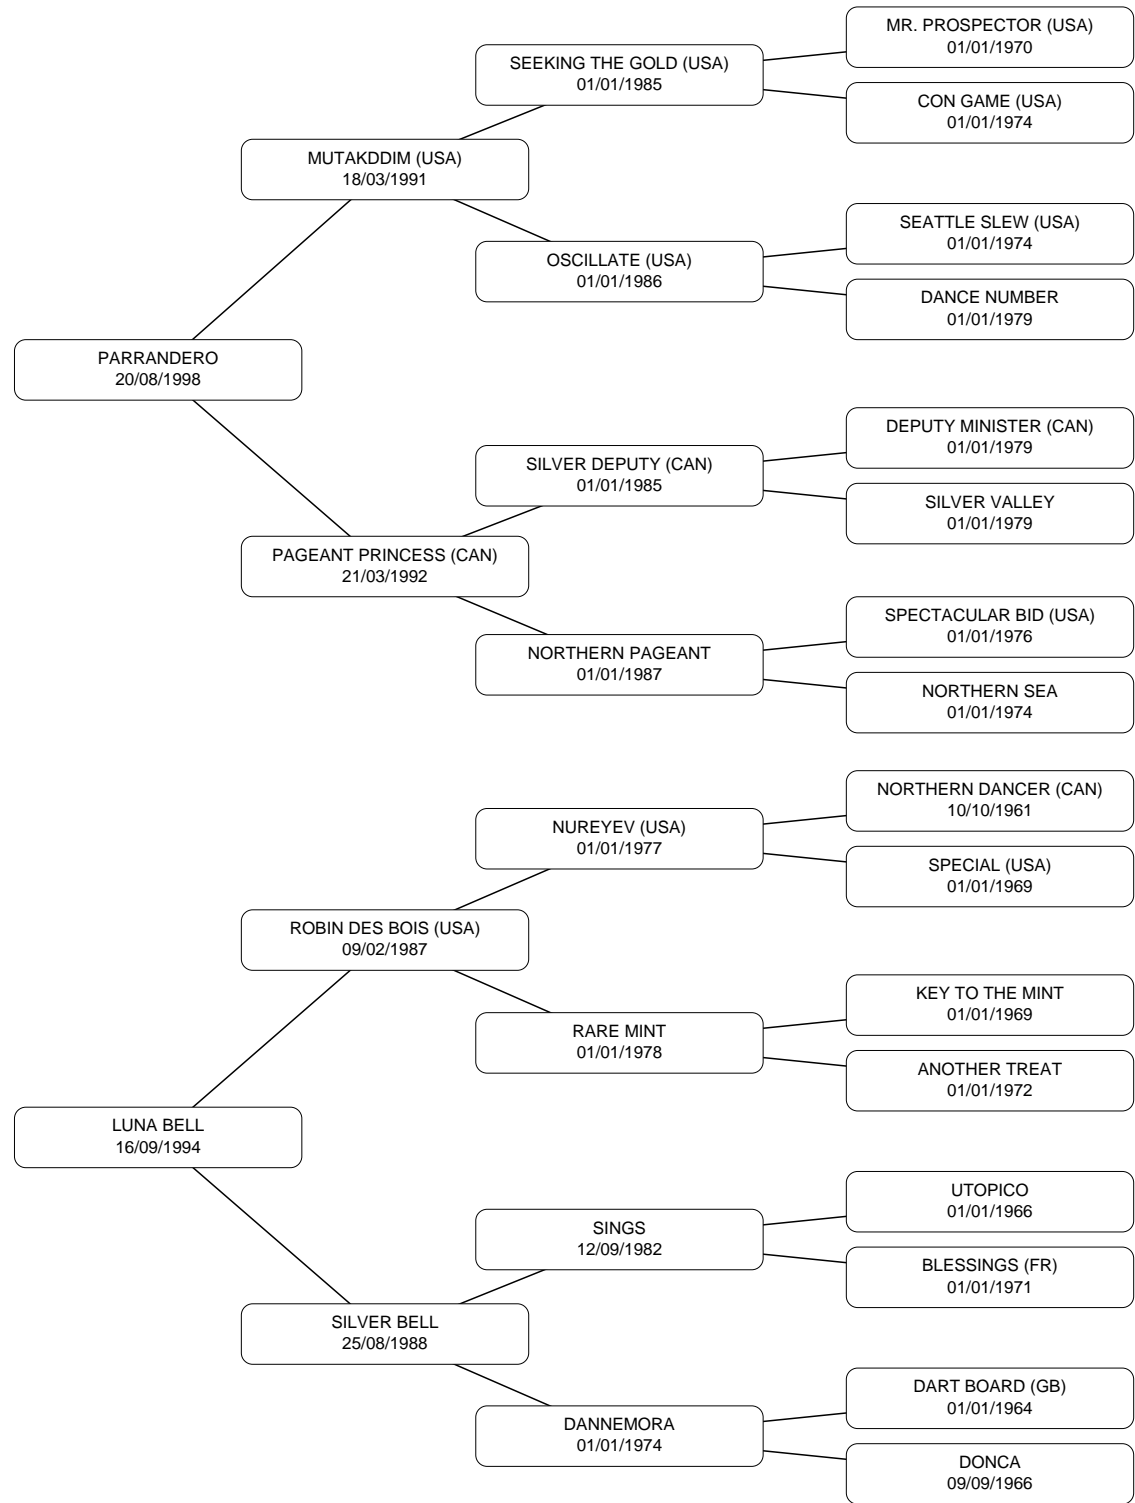 MR. PROSPECTOR (USA)
01/01/1970
SEEKING THE GOLD (USA)
01/01/1985
CON GAME (USA)
01/01/1974
MUTAKDDIM (USA)
18/03/1991
SEATTLE SLEW (USA)
01/01/1974
OSCILLATE (USA)
01/01/1986
DANCE NUMBER
01/01/1979
PARRANDERO
20/08/1998
DEPUTY MINISTER (CAN)
01/01/1979
SILVER DEPUTY (CAN)
01/01/1985
SILVER VALLEY
01/01/1979
PAGEANT PRINCESS (CAN)
21/03/1992
SPECTACULAR BID (USA)
01/01/1976
NORTHERN PAGEANT
01/01/1987
NORTHERN SEA
01/01/1974
NORTHERN DANCER (CAN)
10/10/1961
NUREYEV (USA)
01/01/1977
SPECIAL (USA)
01/01/1969
ROBIN DES BOIS (USA)
09/02/1987
KEY TO THE MINT
01/01/1969
RARE MINT
01/01/1978
ANOTHER TREAT
01/01/1972
LUNA BELL
16/09/1994
UTOPICO
01/01/1966
SINGS
12/09/1982
BLESSINGS (FR)
01/01/1971
SILVER BELL
25/08/1988
DART BOARD (GB)
01/01/1964
DANNEMORA
01/01/1974
DONCA
09/09/1966